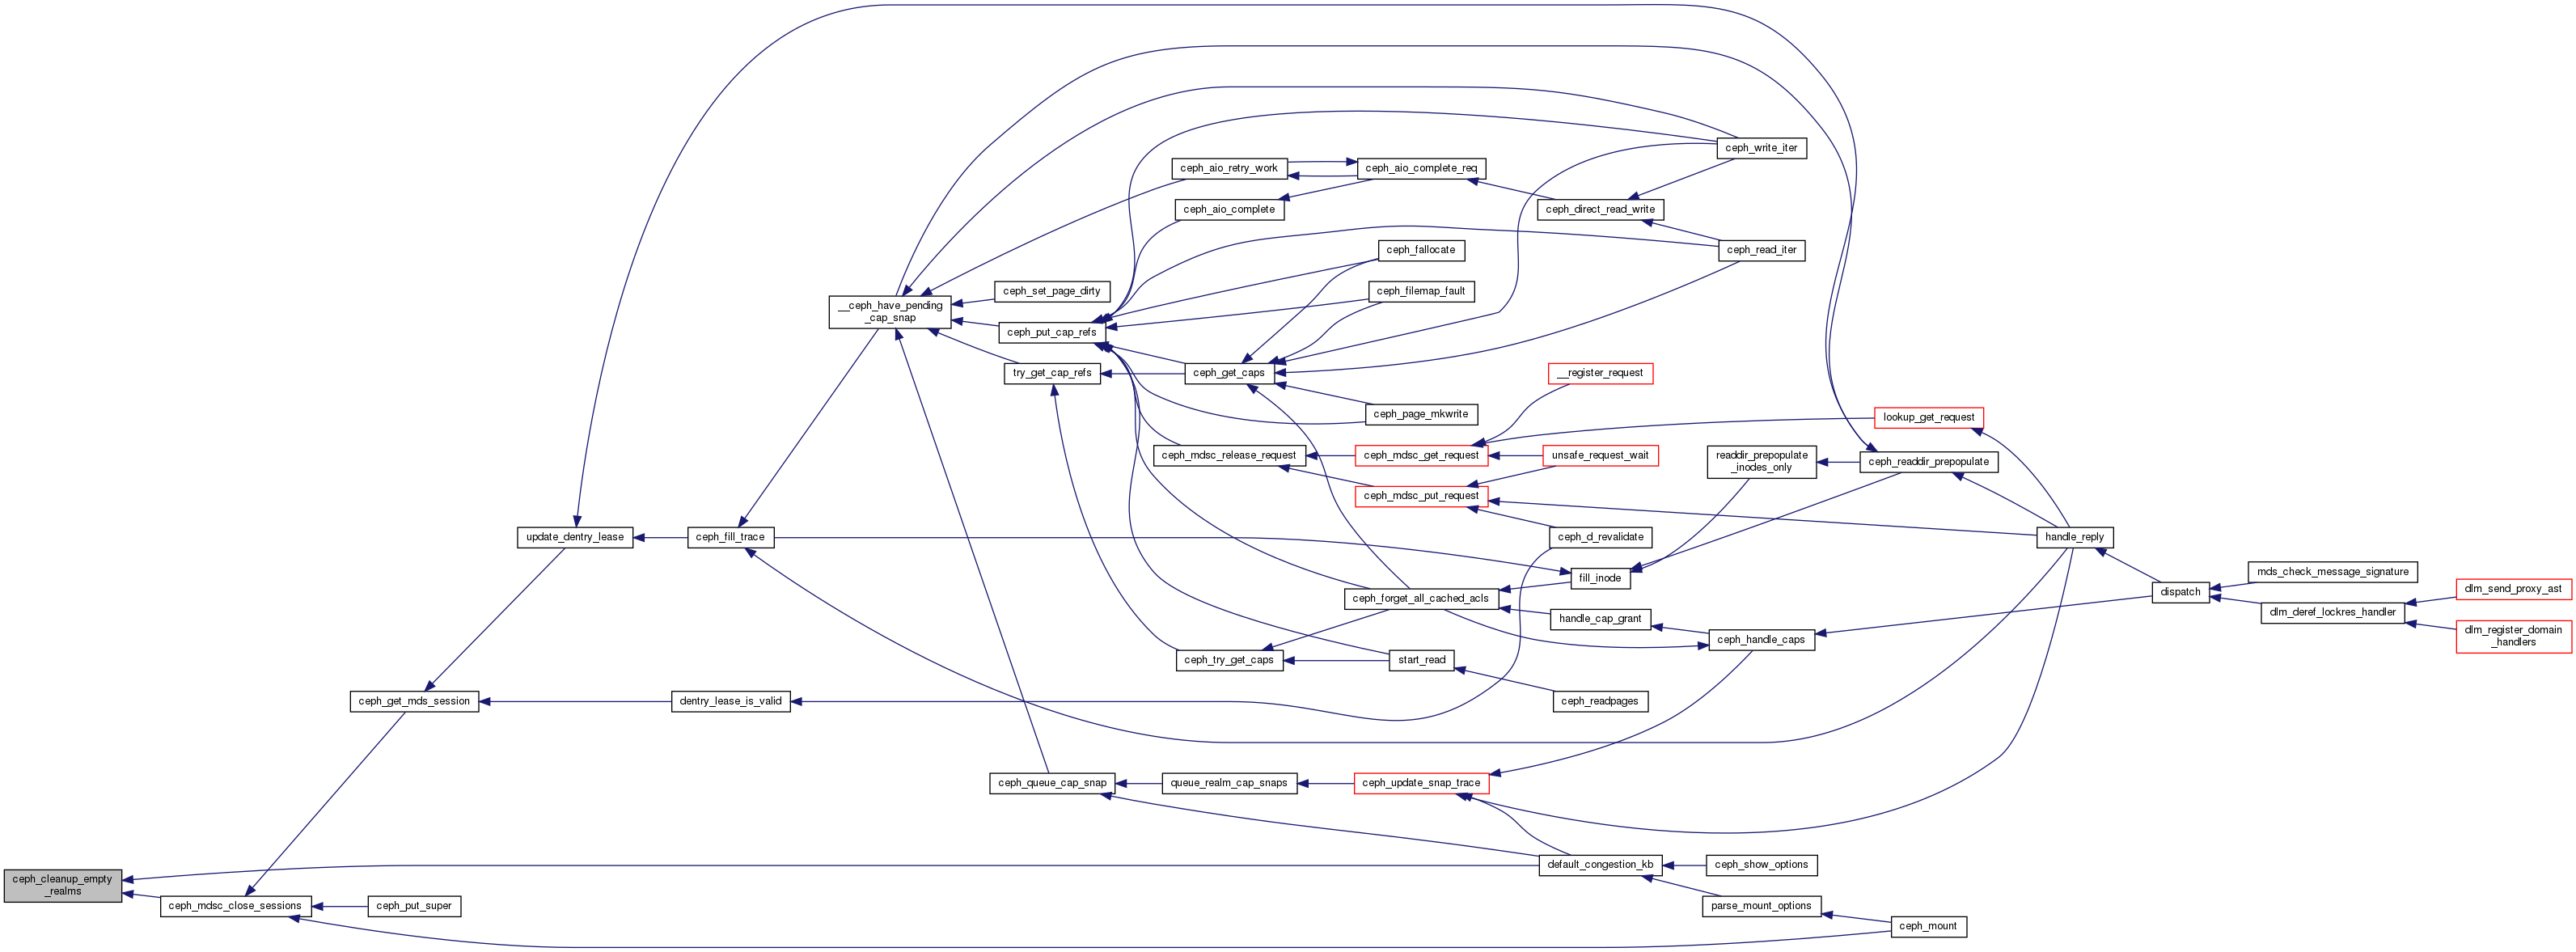 ceph_write_iter
ceph_aio_retry_work
ceph_aio_complete_req
ceph_aio_complete
ceph_direct_read_write
ceph_fallocate
ceph_read_iter
ceph_set_page_dirty
ceph_filemap_fault
__ceph_have_pending
_cap_snap
ceph_put_cap_refs
try_get_cap_refs
ceph_get_caps
__register_request
ceph_page_mkwrite
lookup_get_request
ceph_mdsc_release_request
ceph_mdsc_get_request
unsafe_request_wait
readdir_prepopulate
_inodes_only
ceph_readdir_prepopulate
ceph_mdsc_put_request
update_dentry_lease
ceph_fill_trace
ceph_d_revalidate
handle_reply
fill_inode
mds_check_message_signature
ceph_forget_all_cached_acls
dispatch
dlm_send_proxy_ast
handle_cap_grant
dlm_deref_lockres_handler
ceph_handle_caps
dlm_register_domain
_handlers
ceph_try_get_caps
start_read
ceph_get_mds_session
dentry_lease_is_valid
ceph_readpages
ceph_queue_cap_snap
queue_realm_cap_snaps
ceph_update_snap_trace
default_congestion_kb
ceph_show_options
ceph_cleanup_empty
_realms
ceph_mdsc_close_sessions
ceph_put_super
parse_mount_options
ceph_mount